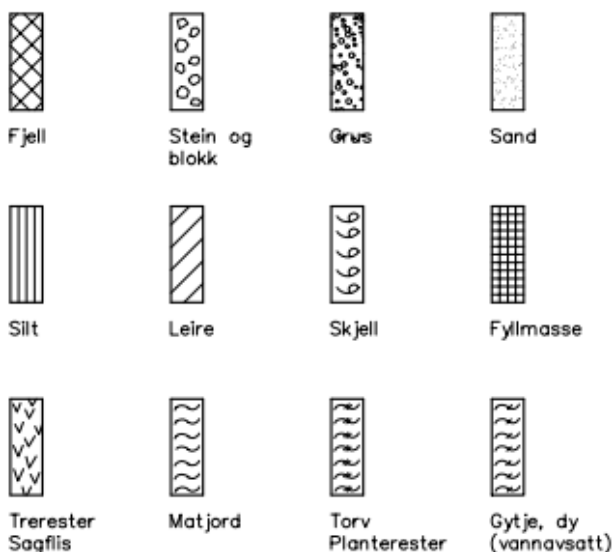 Fjell
Stein og
blokk
Grus
Sand
Silt
Leire
Skjell
Fyllmasse
Trerester
Sagflis
Matjord
Torv
Planterester
Gytje, dy
(vannavsatt)